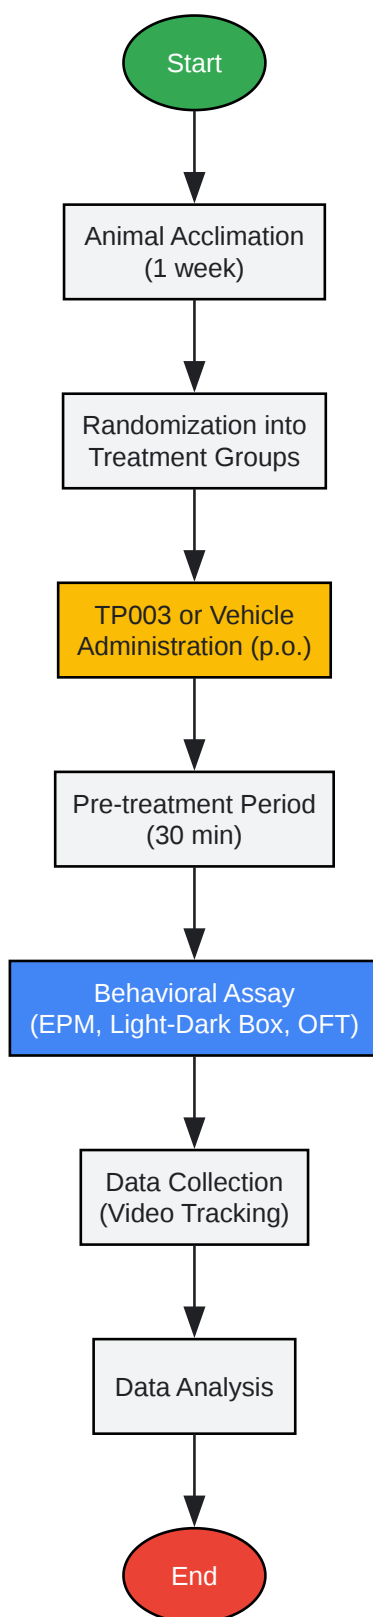 Start
Animal Acclimation
(1 week)
Randomization into
Treatment Groups
TP003 or Vehicle
Administration (p.o.)
Pre-treatment Period
(30 min)
Behavioral Assay
(EPM, Light-Dark Box, OFT)
Data Collection
(Video Tracking)
Data Analysis
End